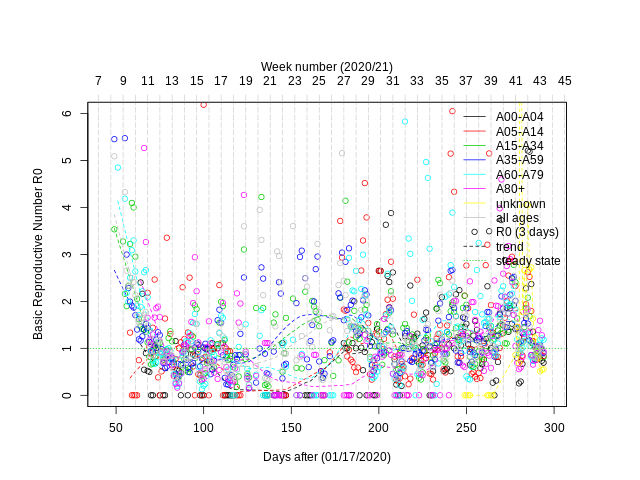 Week number (2020/21)
7 9 11 13 15 17 19 21 23 25 27 29 31 33 35 37 39 41 43 45
Basic Reproductive Number R0
6
5
4
3
2
1
0
A00-A04
A05-A14
A15-A34
A35-A59
A60-A79
A80+
unknown
all ages
R0 (3 days)
trend
steady state
50 100 150 200 250 300
Days after (01/17/2020)